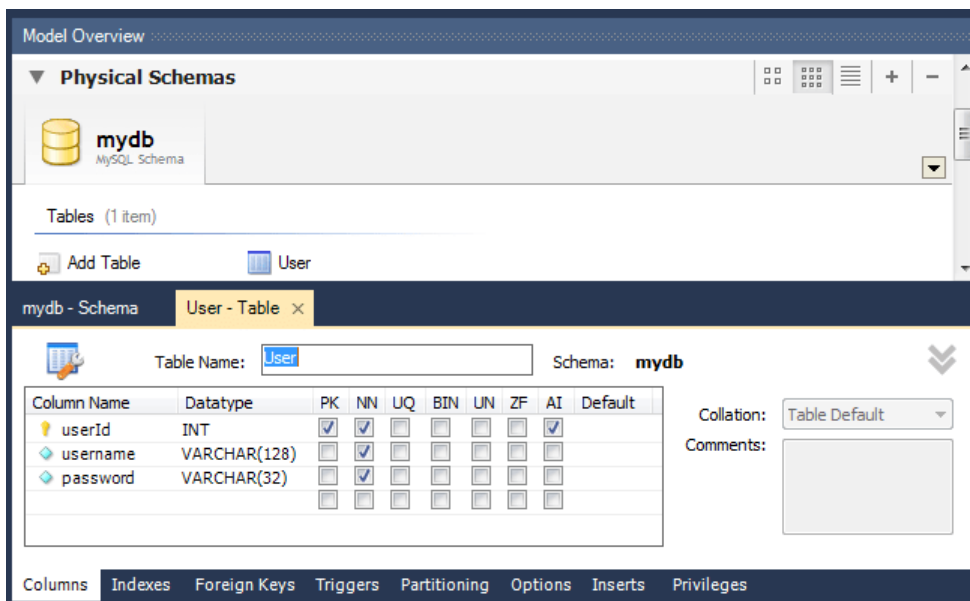 Model Overview
Physical Schemas
mydb
MySQL Schema
Tables (1 item)
Add Table User
mydb - Schema User - Table
Table Name: User Schema: mydb
Column Name Datatype PK NN UQ BIN UN ZF AI Default
userId INT
username VARCHAR(128)
password VARCHAR(32)
Collation: Table Default
Comments:
Columns Indexes Foreign Keys Triggers Partitioning Options Inserts Privileges